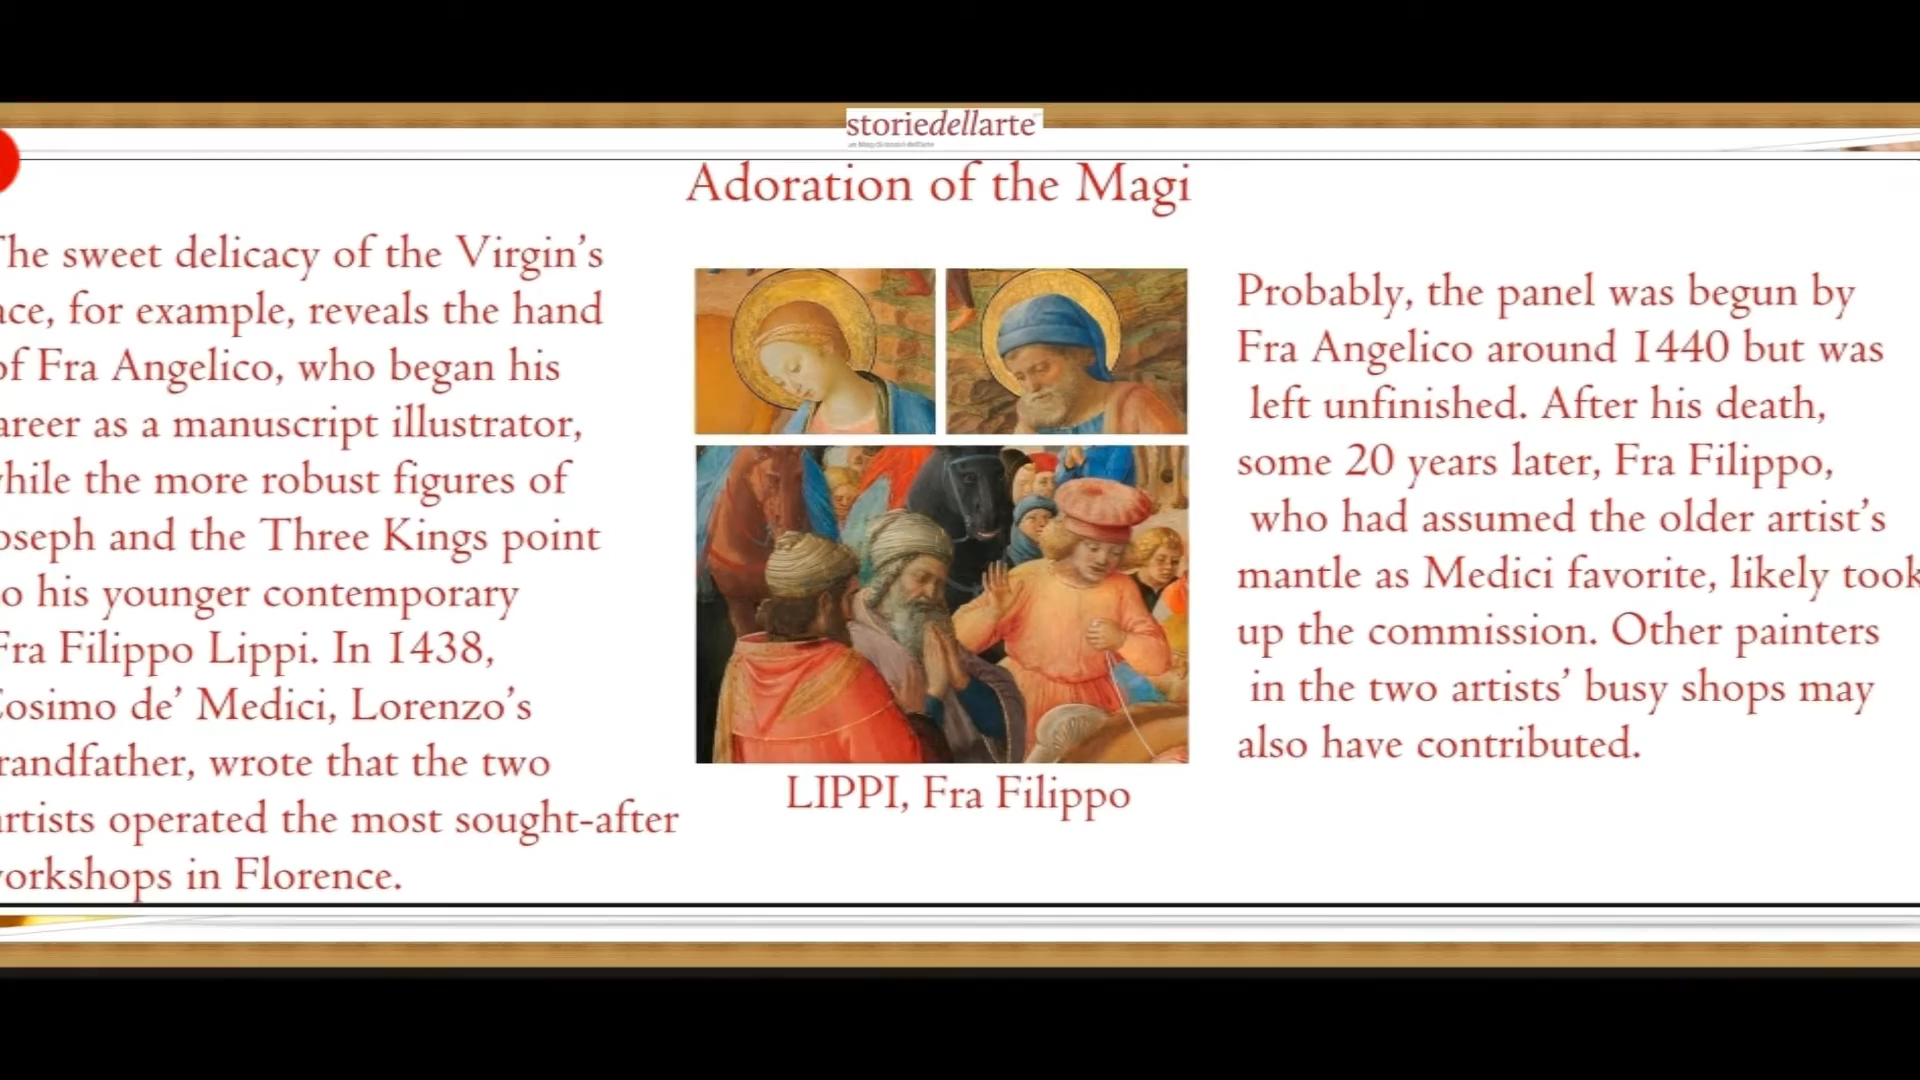 storiedellarte
Adoration of the Magi
The sweet delicacy of the Virgin's
ace, for example, reveals the hand
of Fra Angelico, who began his
areer as a manuscript illustrator,
while the more robust figures of
oseph and the Three Kings point
o his younger contemporary
Fra Filippo Lippi. In 1438,
Cosimo de' Medici, Lorenzo's
randfather, wrote that the two
artists operated the most sought-after
workshops in Florence.
LIPPI, Fra Filippo
Probably, the panel was begun by
Fra Angelico around 1440 but was
left unfinished. After his death,
some 20 years later, Fra Filippo,
who had assumed the older artist's
mantle as Medici favorite, likely took
up the commission. Other painters
in the two artists' busy shops may
also have contributed.